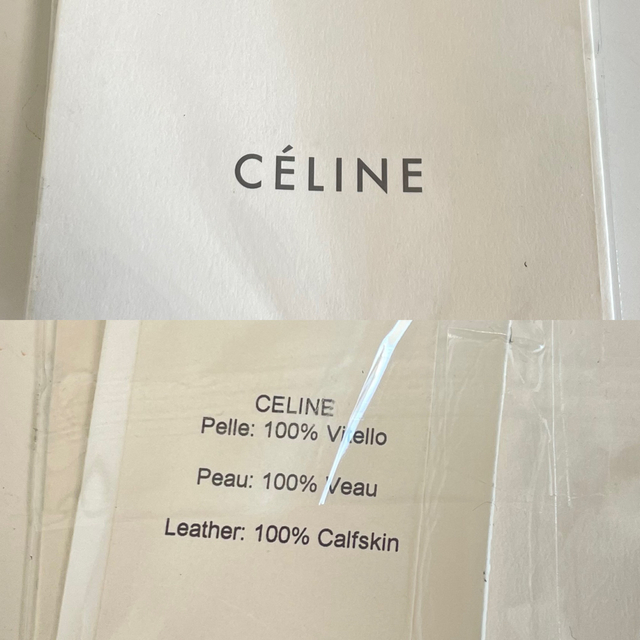 CÉLINE
CELINE
Pelle: 100% Vitello
Peau: 100% Veau
Leather: 100% Calfskin